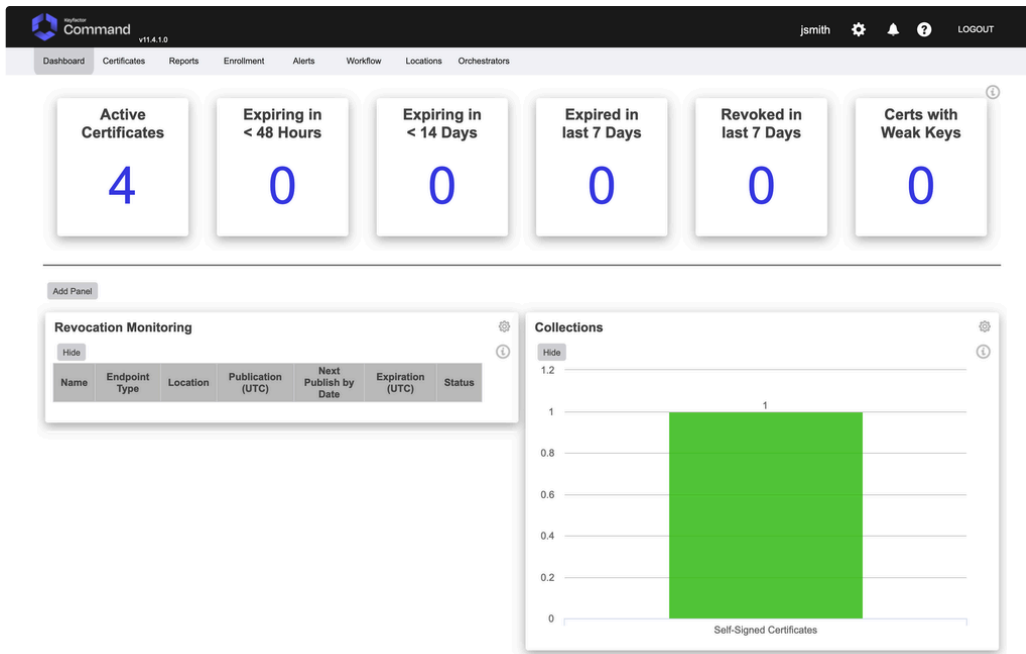 Keyfactor
Command
v11.4.1.0
jsmith
LOGOUT
Dashboard
Certificates
Reports
Enrollment
Alerts
Workflow
Locations
Orchestrators
Active
Certificates
4
Expiring in
< 48 Hours
0
Expiring in
< 14 Days
0
Expired in
last 7 Days
0
Revoked in
last 7 Days
0
Certs with
Weak Keys
0
Add Panel
Revocation Monitoring
Hide
Name
Endpoint
Type
Location
Publication
(UTC)
Next
Publish by
Date
Expiration
(UTC)
Status
Collections
Hide
1.2
1
1
0.8
0.6
0.4
0.2
0
Self-Signed Certificates